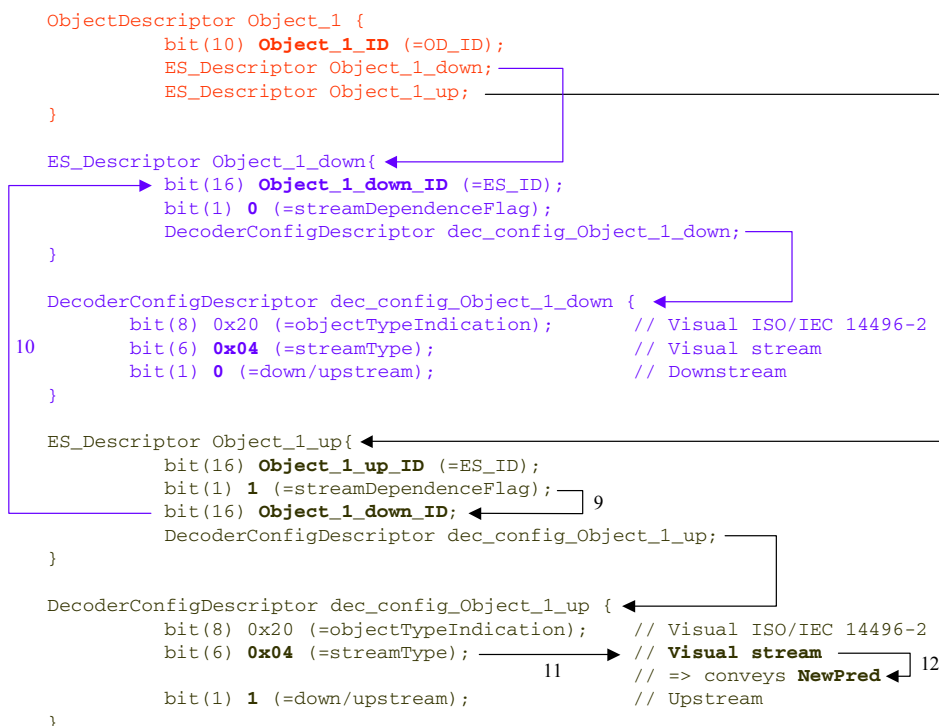 ObjectDescriptor Object_1 {
bit(10) Object_1_ID (=OD_ID);
ES_Descriptor Object_1_down;
ES_Descriptor Object_1_up;
}
ES_Descriptor Object_1_down{
bit(16) Object_1_down_ID (=ES_ID);
bit(1) 0 (=streamDependenceFlag);
DecoderConfigDescriptor dec_config_Object_1_down;
}
DecoderConfigDescriptor dec_config_Object_1_down {
bit(8) 0x20 (=objectTypeIndication); // Visual ISO/IEC 14496-2
10 bit(6) 0x04 (=streamType); // Visual stream
bit(1) 0 (=down/upstream); // Downstream
}
ES_Descriptor Object_1_up{
bit(16) Object_1_up_ID (=ES_ID);
bit(1) 1 (=streamDependenceFlag);
9
bit(16) Object_1_down_ID;
DecoderConfigDescriptor dec_config_Object_1_up;
}
DecoderConfigDescriptor dec_config_Object_1_up {
bit(8) 0x20 (=objectTypeIndication); // Visual ISO/IEC 14496-2
bit(6) 0x04 (=streamType); // Visual stream
11 12
// => conveys NewPred
bit(1) 1 (=down/upstream); // Upstream
}